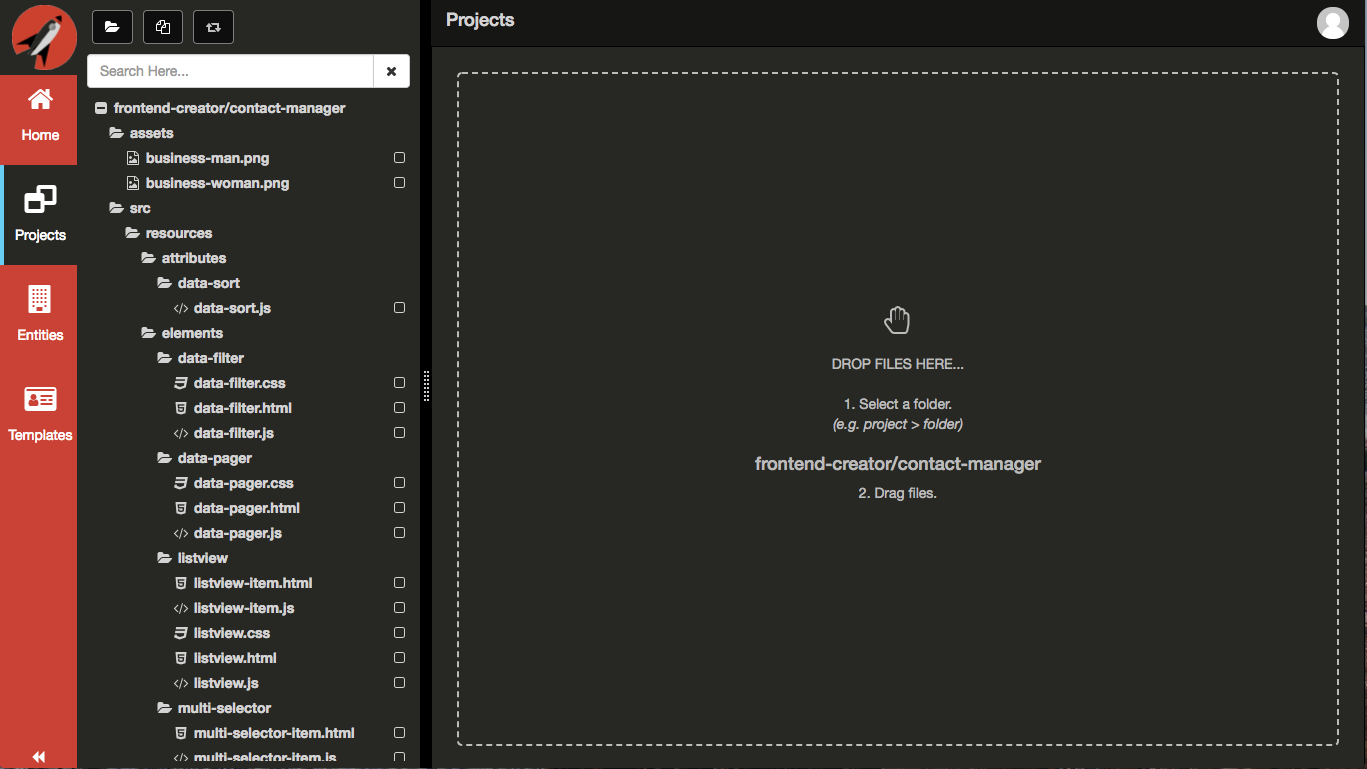 Projects
Search Here...
Home
Projects
Entities
Templates
frontend-creator/contact-manager
assets
business-man.png
business-woman.png
src
resources
attributes
data-sort
data-sort.js
elements
data-filter
data-filter.css
data-filter.html
data-filter.js
data-pager
data-pager.css
data-pager.html
data-pager.js
listview
listview-item.html
listview-item.js
listview.css
listview.html
listview.js
multi-selector
multi-selector-item.html
multi-selector-item.js
DROP FILES HERE...
1. Select a folder.
(e.g. project > folder)
frontend-creator/contact-manager
2. Drag files.